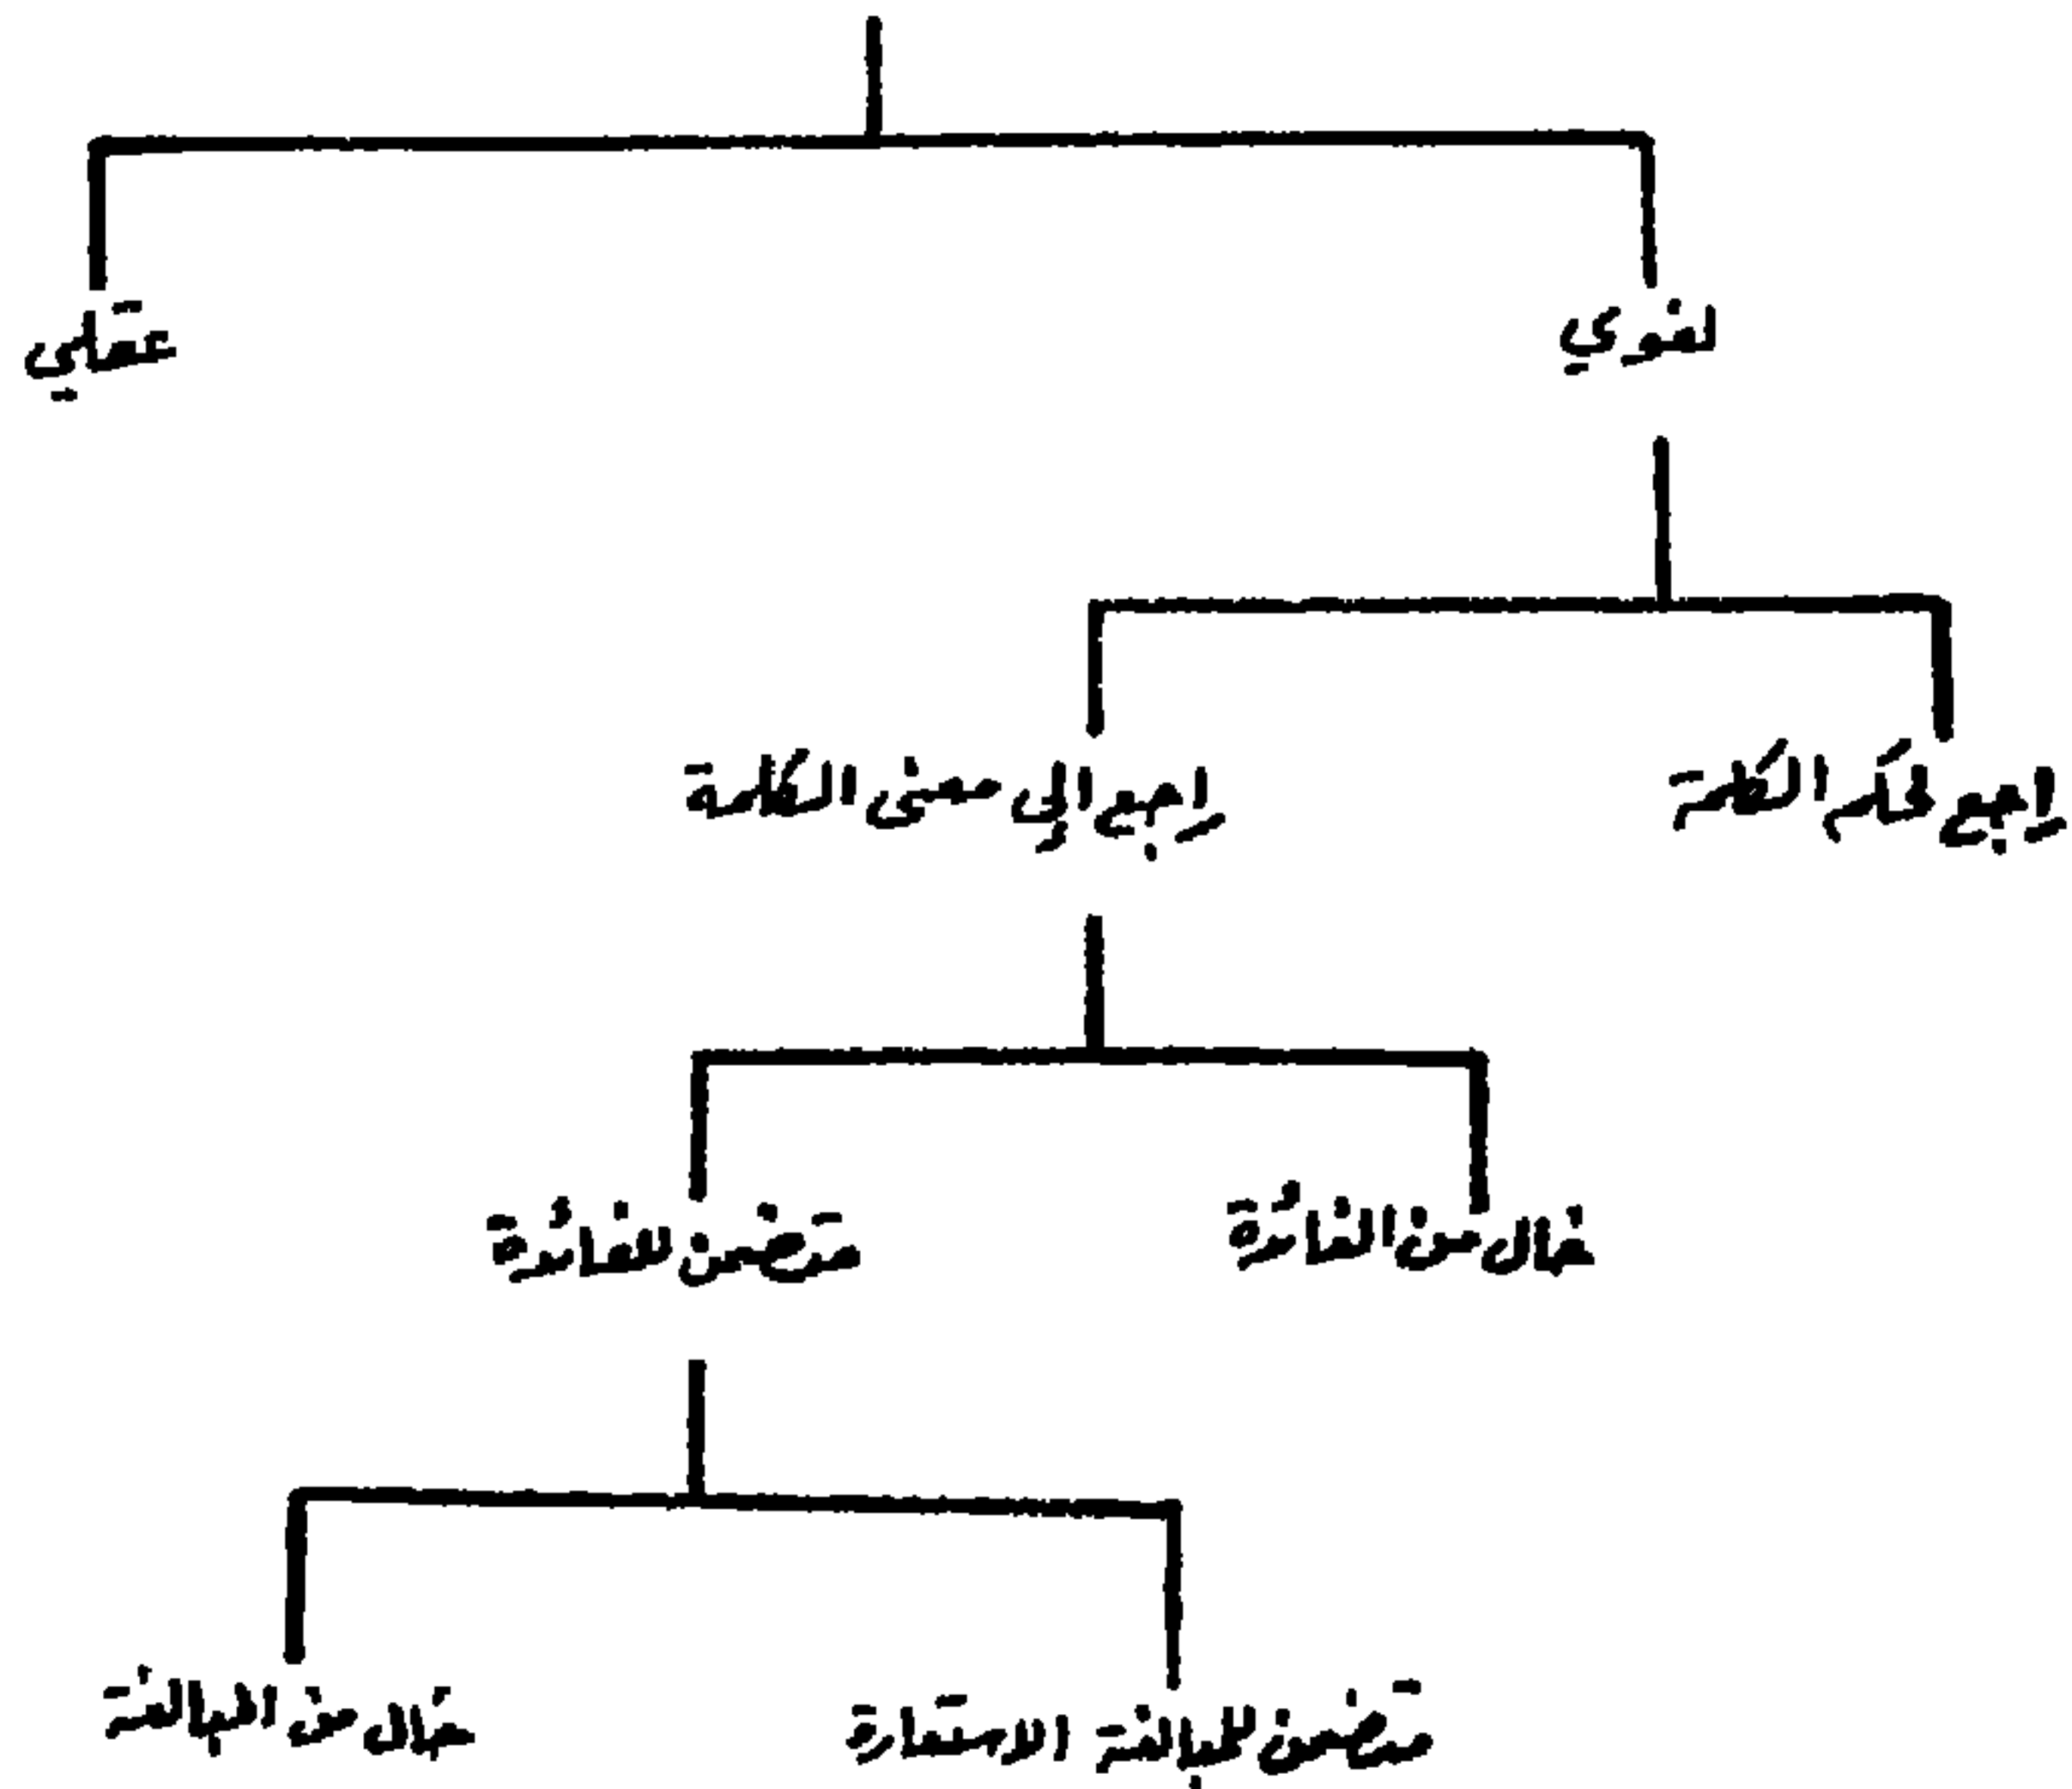 لغوي
عقلي
راجع لحكم الكلمة
راجع إلى معنى الكلمة
خال من الفائدة
متضمن للفائدة
متضمن للمبالغة الاستعارة
خال من المبالغة